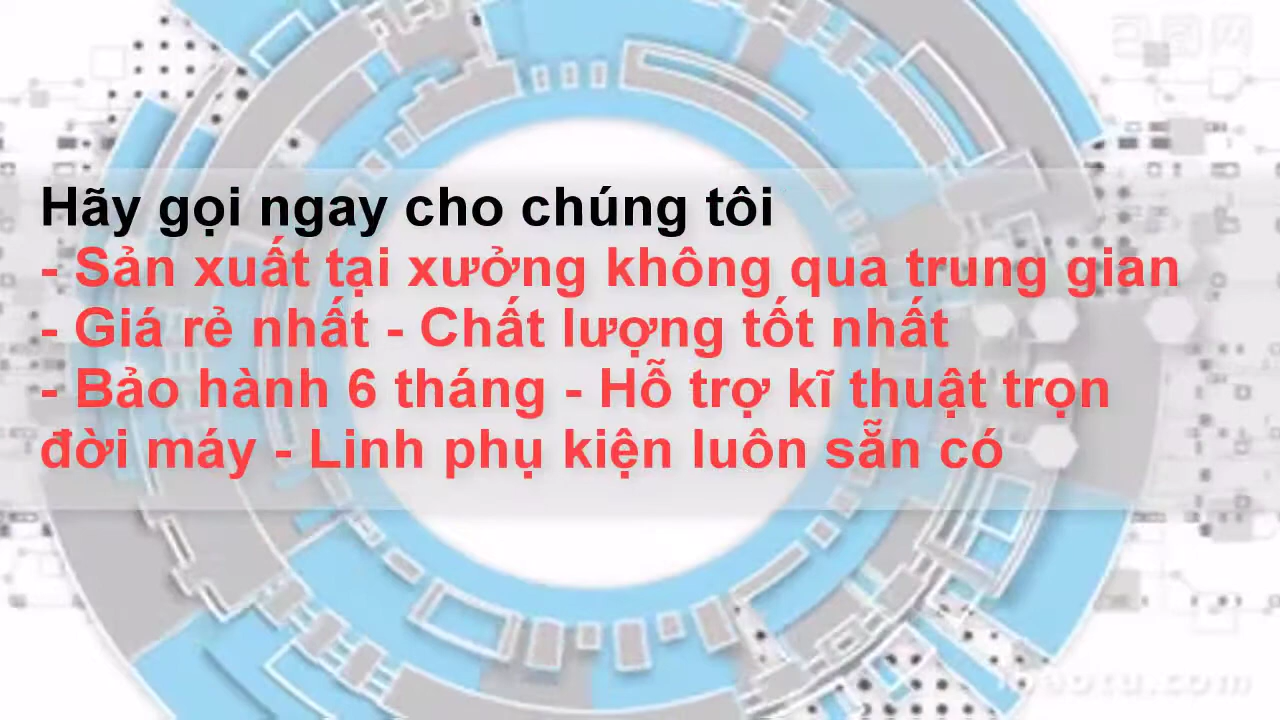 Hãy gọi ngay cho chúng tôi
- Sản xuất tại xưởng không qua trung gian
- Giá rẻ nhất - Chất lượng tốt nhất
- Bảo hành 6 tháng - Hỗ trợ kĩ thuật trọn
đời máy - Linh phụ kiện luôn sẵn có